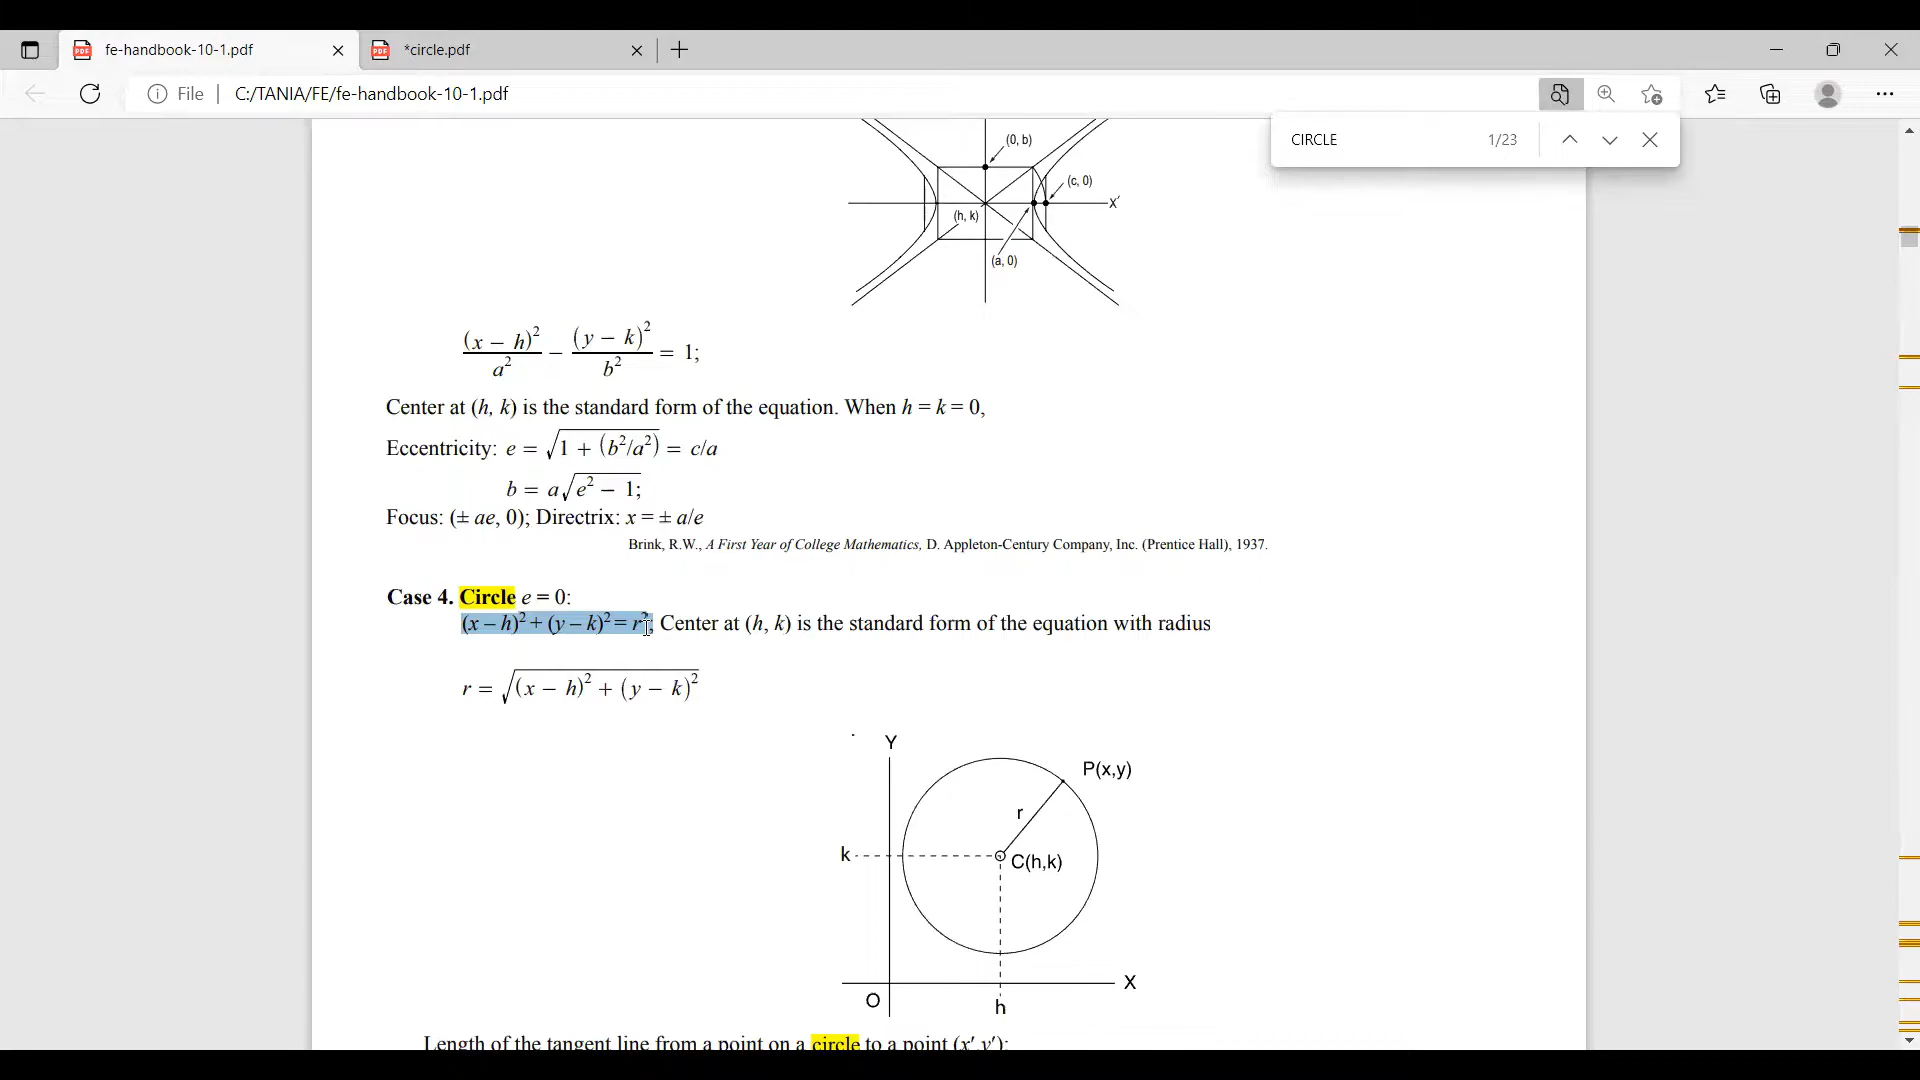 fe-handbook-10-1.pdf
*circle.pdf
File
C:/TANIA/FE/fe-handbook-10-1.pdf
CIRCLE
1/23
(0, b)
(c, 0)
X′
(h, k)
(a, 0)
(x − h)²/a² − (y − k)²/b² = 1;
Center at (h, k) is the standard form of the equation. When h = k = 0,
Eccentricity: e = √(1 + (b²/a²)) = c/a
b = a√(e² − 1);
Focus: (± ae, 0); Directrix: x = ± a/e
Brink, R.W., A First Year of College Mathematics, D. Appleton-Century Company, Inc. (Prentice Hall), 1937.
Case 4. Circle e = 0:
(x – h)² + (y – k)² = r²; Center at (h, k) is the standard form of the equation with radius
r = √((x − h)² + (y − k)²)
Y
P(x,y)
r
k
C(h,k)
X
O
h
Length of the tangent line from a point on a circle to a point (x′,y′):